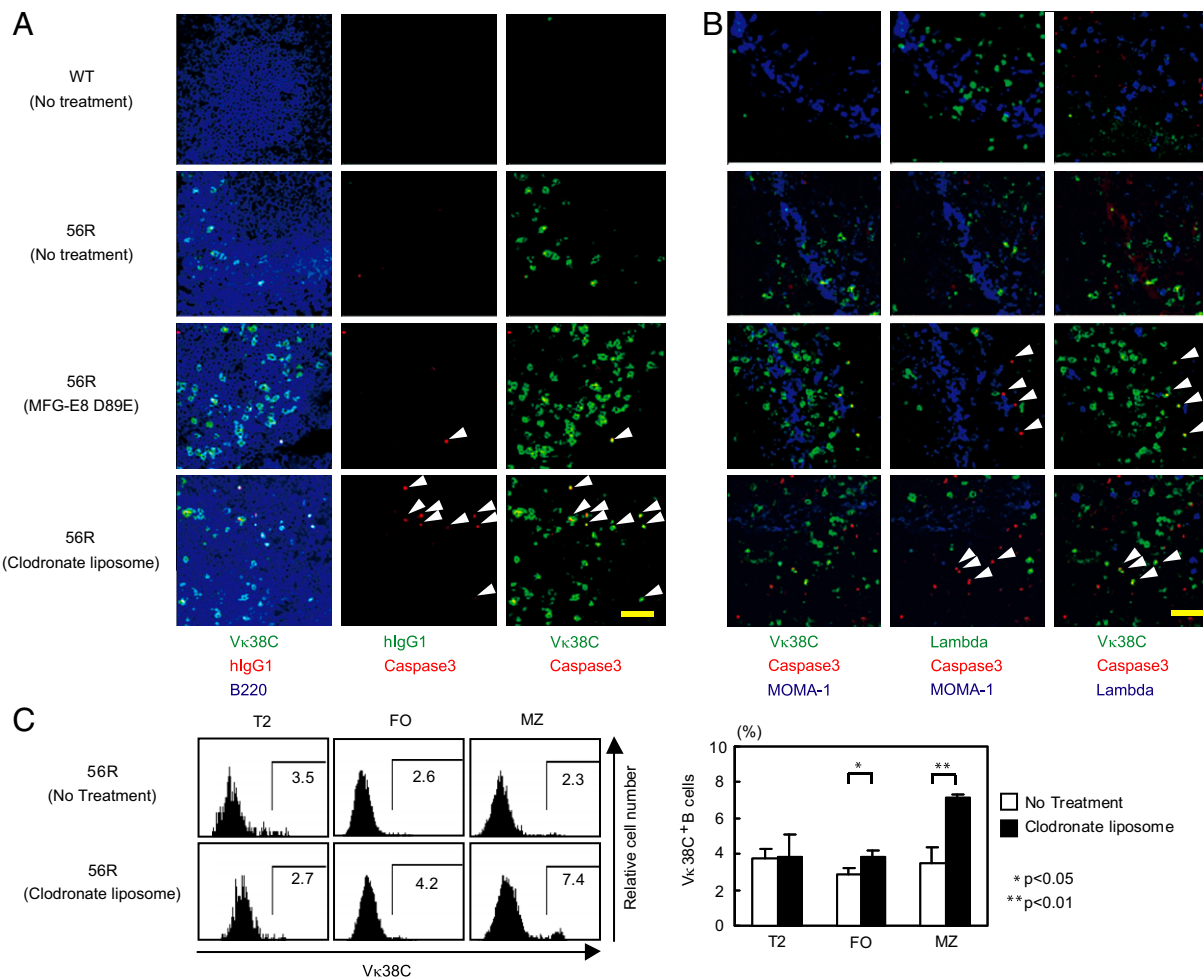 A
B
WT
(No treatment)
56R
(No treatment)
56R
(MFG-E8 D89E)
56R
(Clodronate liposome)
Vκ38C
hIgG1
B220
hIgG1
Caspase3
Vκ38C
Caspase3
Vκ38C
Caspase3
MOMA-1
Lambda
Caspase3
MOMA-1
Vκ38C
Caspase3
Lambda
C
T2
FO
MZ
56R
(No Treatment)
3.5
2.6
2.3
56R
(Clodronate liposome)
2.7
4.2
7.4
Vκ38C
Relative cell number
(%)
Vκ38C+B cells
10
8
6
4
2
0
*
**
T2
FO
MZ
No Treatment
Clodronate liposome
* p<0.05
** p<0.01